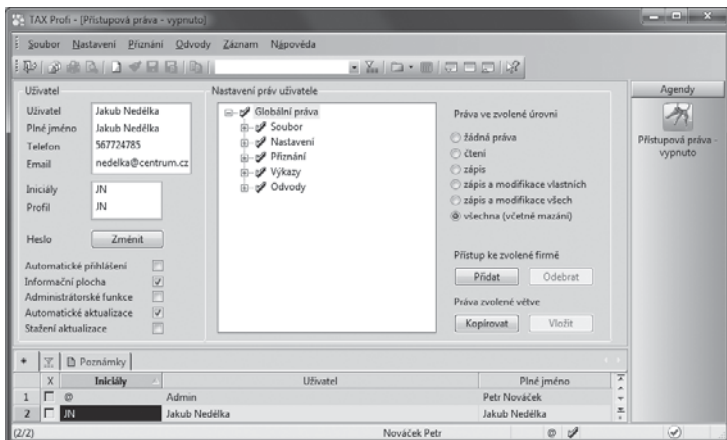 TAX Profi - [Přístupová práva - vypnuto]
Soubor Nastavení Přiznání Odvody Záznam Nápověda
Uživatel
Uživatel Jakub Nedělka
Plné jméno Jakub Nedělka
Telefon 567724785
Email nedelka@centrum.cz
Iniciály JN
Profil JN
Heslo Změnit
Automatické přihlášení
Informační plocha
Administrátorské funkce
Automatické aktualizace
Stažení aktualizace
Nastavení práv uživatele
Globální práva
Soubor
Nastavení
Přiznání
Výkazy
Odvody
Práva ve zvolené úrovni
žádná práva
čtení
zápis
zápis a modifikace vlastních
zápis a modifikace všech
všechna (včetně mazání)
Přístup ke zvolené firmě
Přidat Odebrat
Práva zvolené větve
Kopírovat Vložit
Agendy
Přístupová práva -
vypnuto
Poznámky
X Iniciály Uživatel Plné jméno
1 @ Admin Petr Nováček
2 JN Jakub Nedělka Jakub Nedělka
(2/2) Nováček Petr @